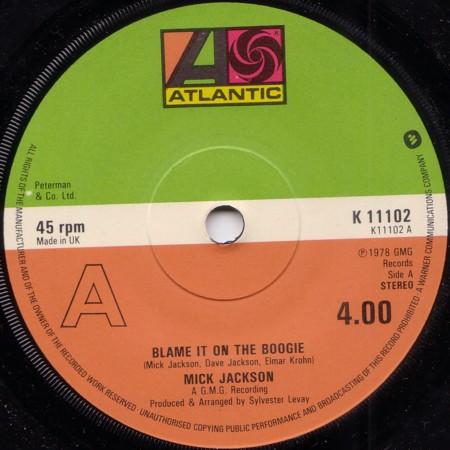 ATLANTIC
Peterman
& Co. Ltd.
45 rpm
Made in UK
K 11102
K11102 A
℗ 1978 GMG
Records
Side A
STEREO
A
4.00
BLAME IT ON THE BOOGIE
(Mick Jackson, Dave Jackson, Elmar Krohn)
MICK JACKSON
A G.M.G. Recording
Produced & Arranged by Sylvester Levay
ALL RIGHTS OF THE MANUFACTURER AND OF THE OWNER OF THE RECORDED WORK RESERVED · UNAUTHORISED COPYING PUBLIC PERFORMANCE AND BROADCASTING OF THIS RECORD PROHIBITED. A WARNER COMMUNICATIONS COMPANY